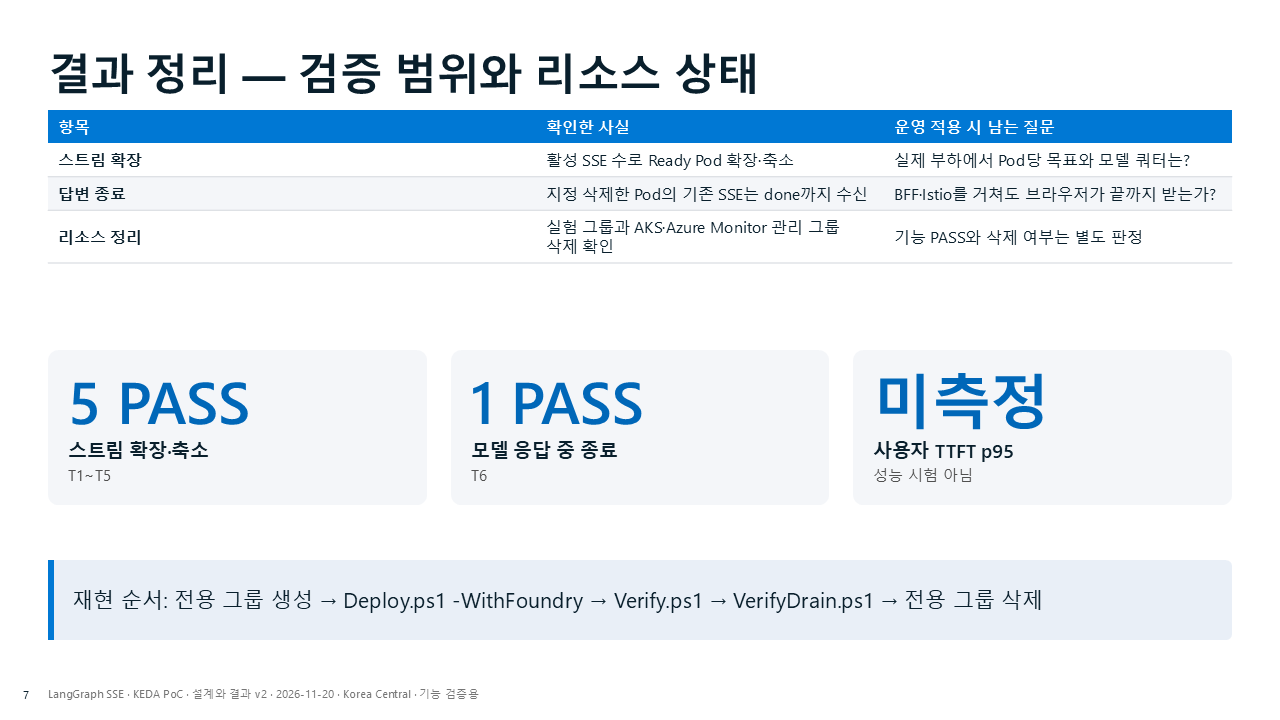 결과 정리 — 검증 범위와 리소스 상태
항목 확인한 사실 운영 적용 시 남는 질문
스트림 확장 활성 SSE 수로 Ready Pod 확장·축소 실제 부하에서 Pod당 목표와 모델 쿼터는?
답변 종료 지정 삭제한 Pod의 기존 SSE는 done까지 수신 BFF·Istio를 거쳐도 브라우저가 끝까지 받는가?
리소스 정리 실험 그룹과 AKS·Azure Monitor 관리 그룹 삭제 확인 기능 PASS와 삭제 여부는 별도 판정
5 PASS
스트림 확장·축소
T1~T5
1 PASS
모델 응답 중 종료
T6
미측정
사용자 TTFT p95
성능 시험 아님
재현 순서: 전용 그룹 생성 → Deploy.ps1 -WithFoundry → Verify.ps1 → VerifyDrain.ps1 → 전용 그룹 삭제
7 LangGraph SSE · KEDA PoC · 설계와 결과 v2 · 2026-11-20 · Korea Central · 기능 검증용